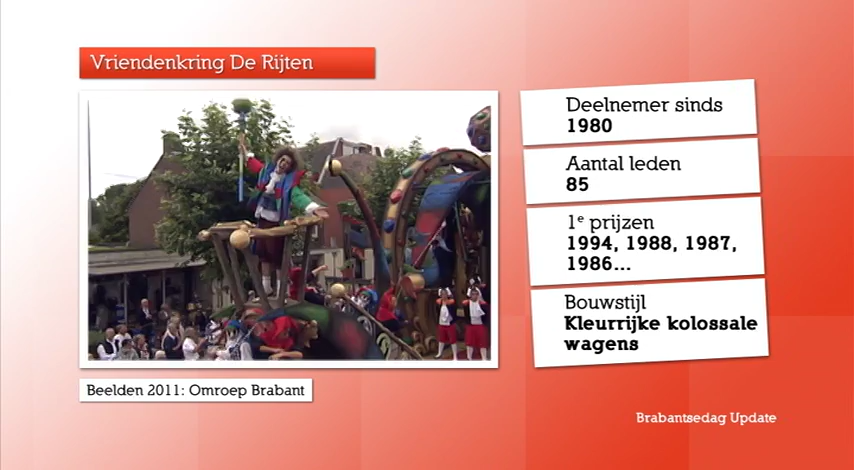 Vriendenkring De Rijten
Deelnemer sinds
1980
Aantal leden
85
1e prijzen
1994, 1988, 1987,
1986...
Bouwstijl
Kleurrijke kolossale
wagens
Beelden 2011: Omroep Brabant
Brabantsedag Update